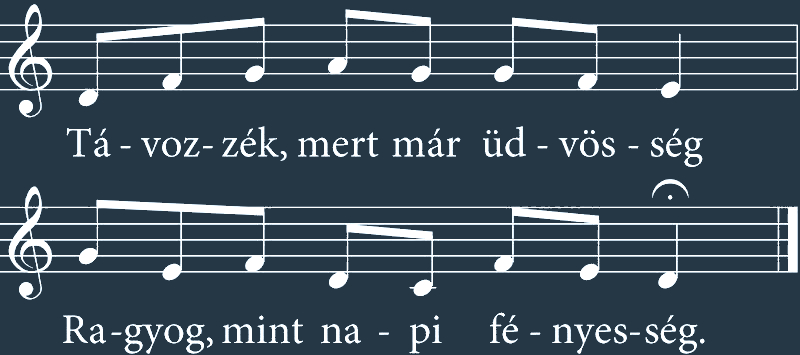 Tá - voz- zék, mert már üd - vös - ség
Ra-gyog, mint na - pi fé - nyes-ség.